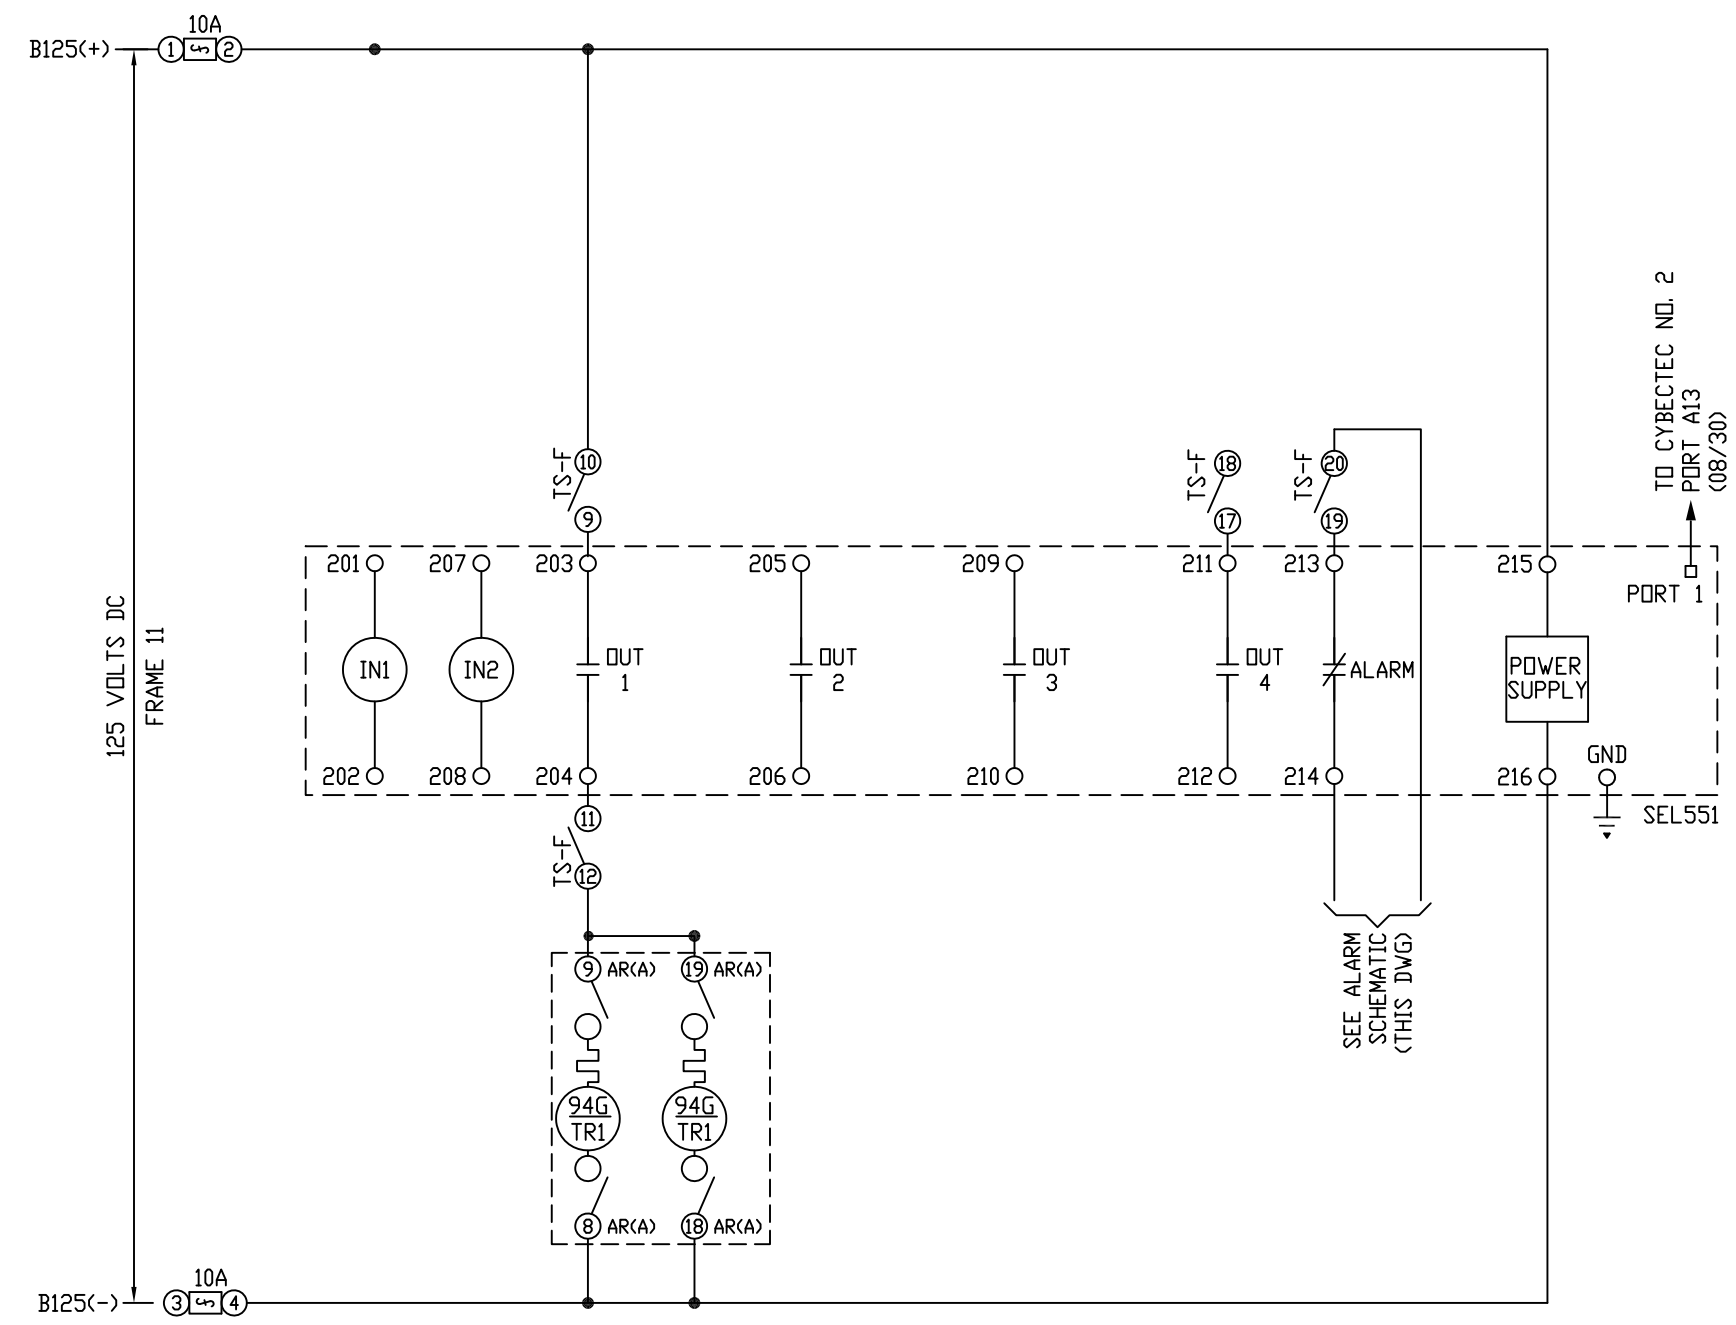 10A
B125(+)
1
2
TO CYBECTEC NO. 2
PORT A13
(08/30)
TS-F
10
9
TS-F
18
17
TS-F
20
19
201
207
203
205
209
211
213
215
PORT 1
125 VOLTS DC
FRAME 11
IN1
IN2
OUT
1
OUT
2
OUT
3
OUT
4
ALARM
POWER
SUPPLY
GND
202
208
204
206
210
212
214
216
SEL551
11
TS-F
12
SEE ALARM
SCHEMATIC
(THIS DWG)
9 AR(A)
19 AR(A)
94G
TR1
94G
TR1
8 AR(A)
18 AR(A)
10A
B125(-)
3
4